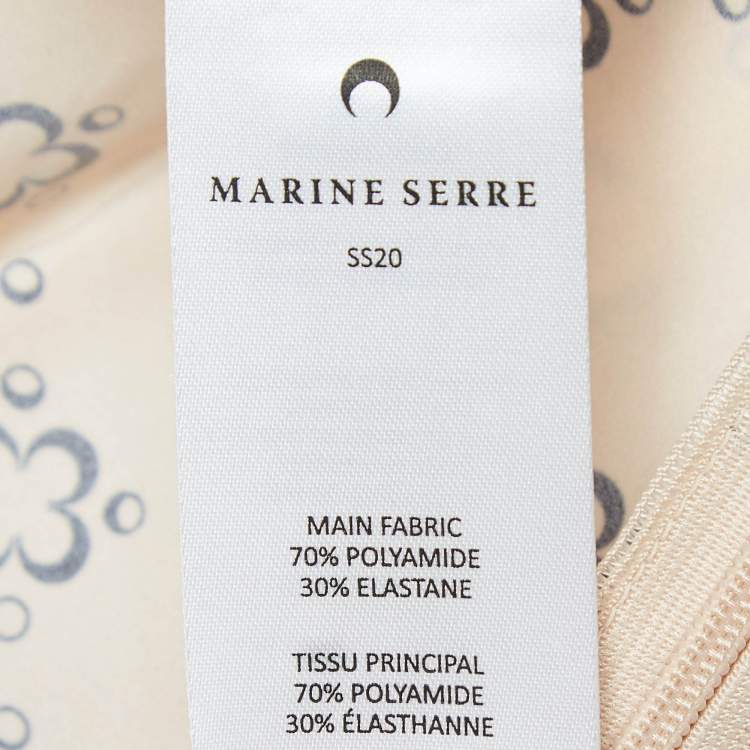 MARINE SERRE
SS20
MAIN FABRIC
70% POLYAMIDE
30% ELASTANE
TISSU PRINCIPAL
70% POLYAMIDE
30% ÉLASTHANNE